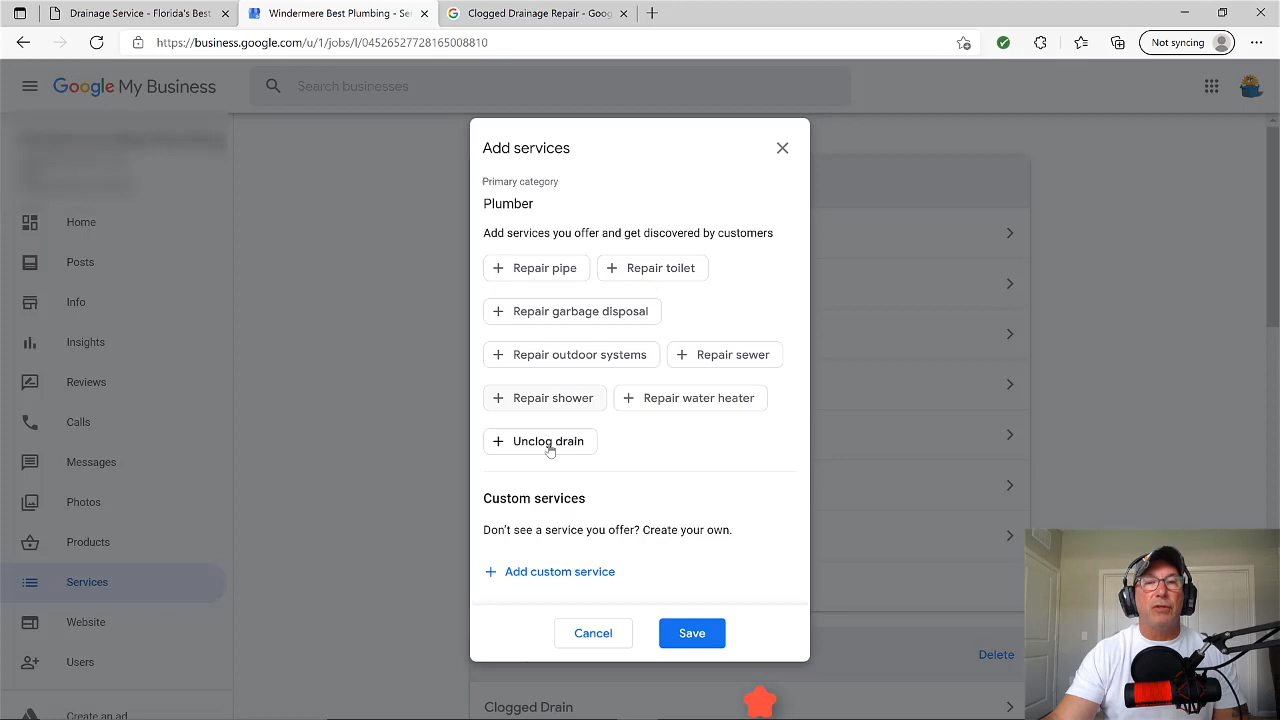 Drainage Service - Florida's Best
Windermere Best Plumbing - Se
Clogged Drainage Repair - Goog
https://business.google.com/u/1/jobs/l/04526527728165008810
Not syncing
Google My Business
Search businesses
Home
Posts
Info
Insights
Reviews
Calls
Messages
Photos
Products
Services
Website
Users
Create an ad
Add services
Primary category
Plumber
Add services you offer and get discovered by customers
Repair pipe
Repair toilet
Repair garbage disposal
Repair outdoor systems
Repair sewer
Repair shower
Repair water heater
Unclog drain
Custom services
Don't see a service you offer? Create your own.
Add custom service
Cancel
Save
Delete
Clogged Drain